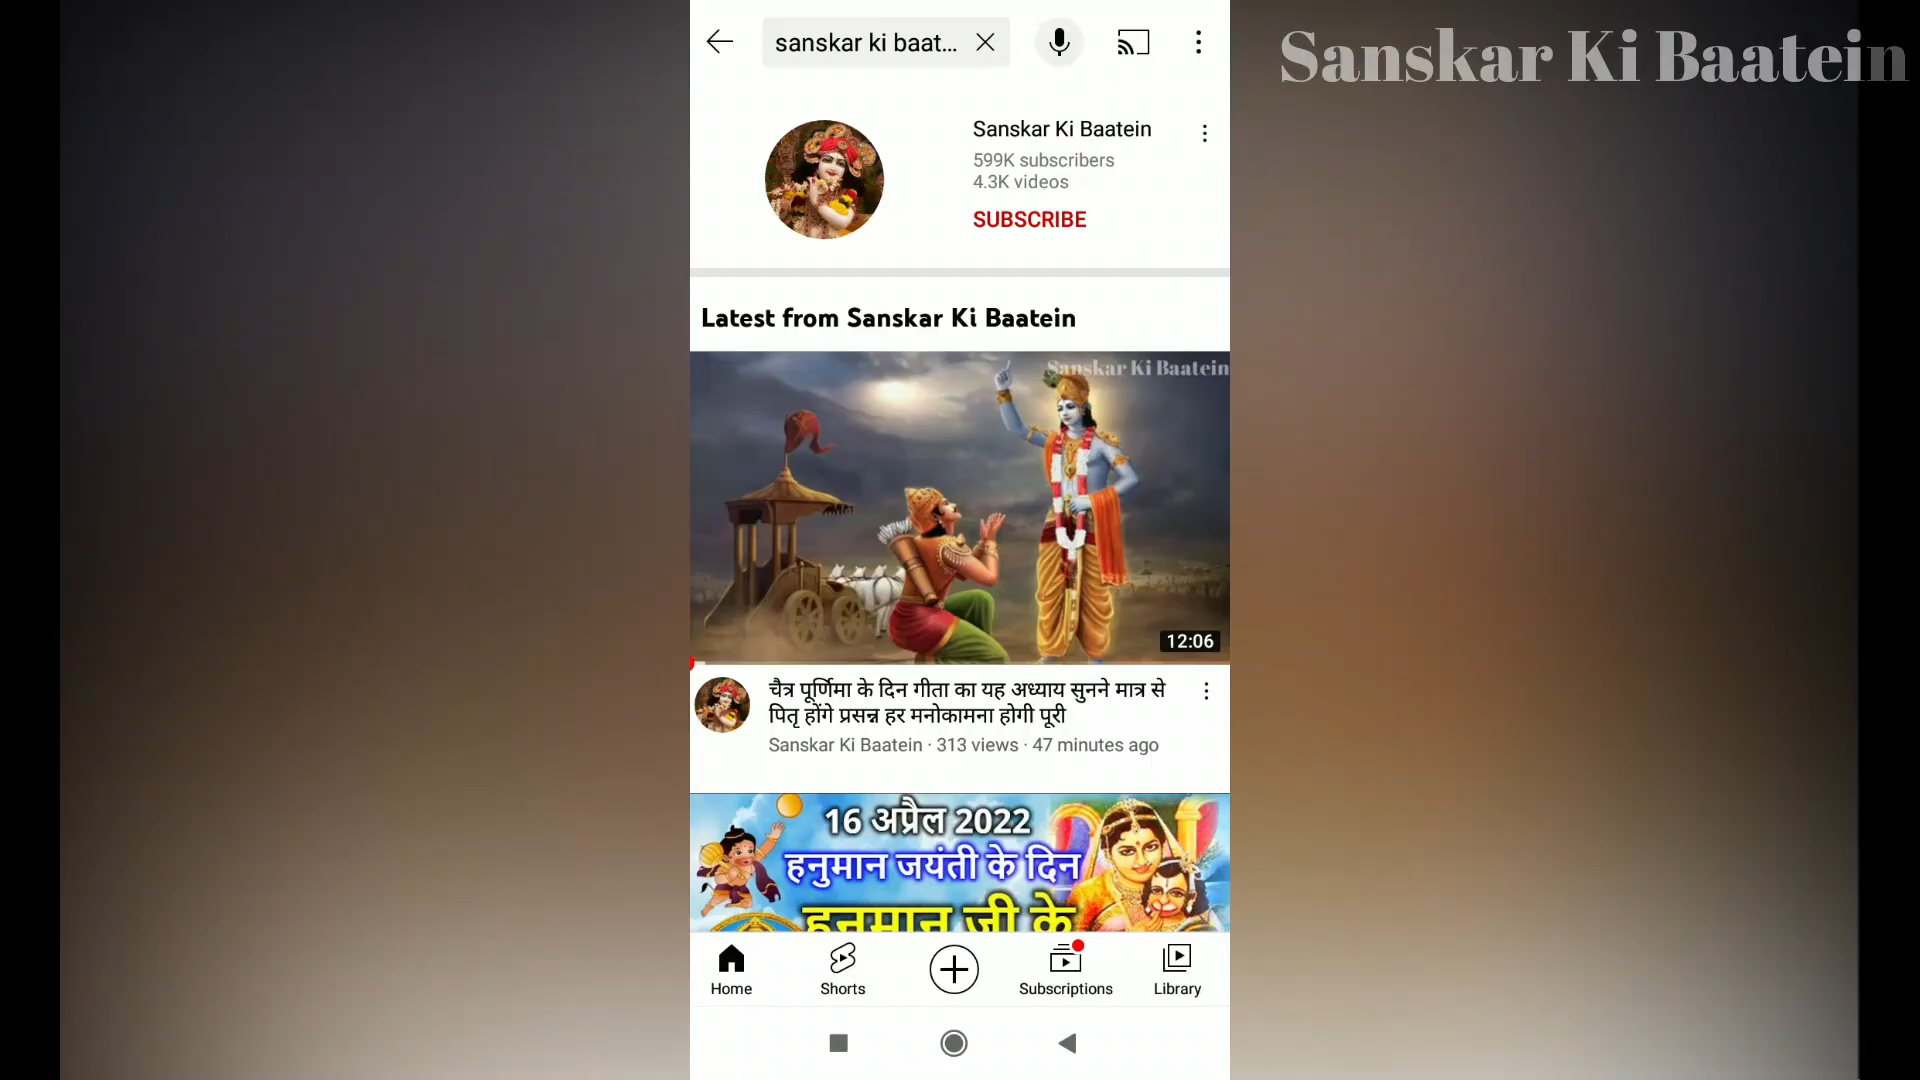 Sanskar Ki Baatein
sanskar ki baat...
Sanskar Ki Baatein
599K subscribers
4.3K videos
SUBSCRIBE
Latest from Sanskar Ki Baatein
Sanskar Ki Baatein
12:06
चैत्र पूर्णिमा के दिन गीता का यह अध्याय सुनने मात्र से
पितृ होंगे प्रसन्न हर मनोकामना होगी पूरी
Sanskar Ki Baatein · 313 views · 47 minutes ago
16 अप्रैल 2022
हनुमान जयंती के दिन
हनुमान जी के
Home
Shorts
Subscriptions
Library